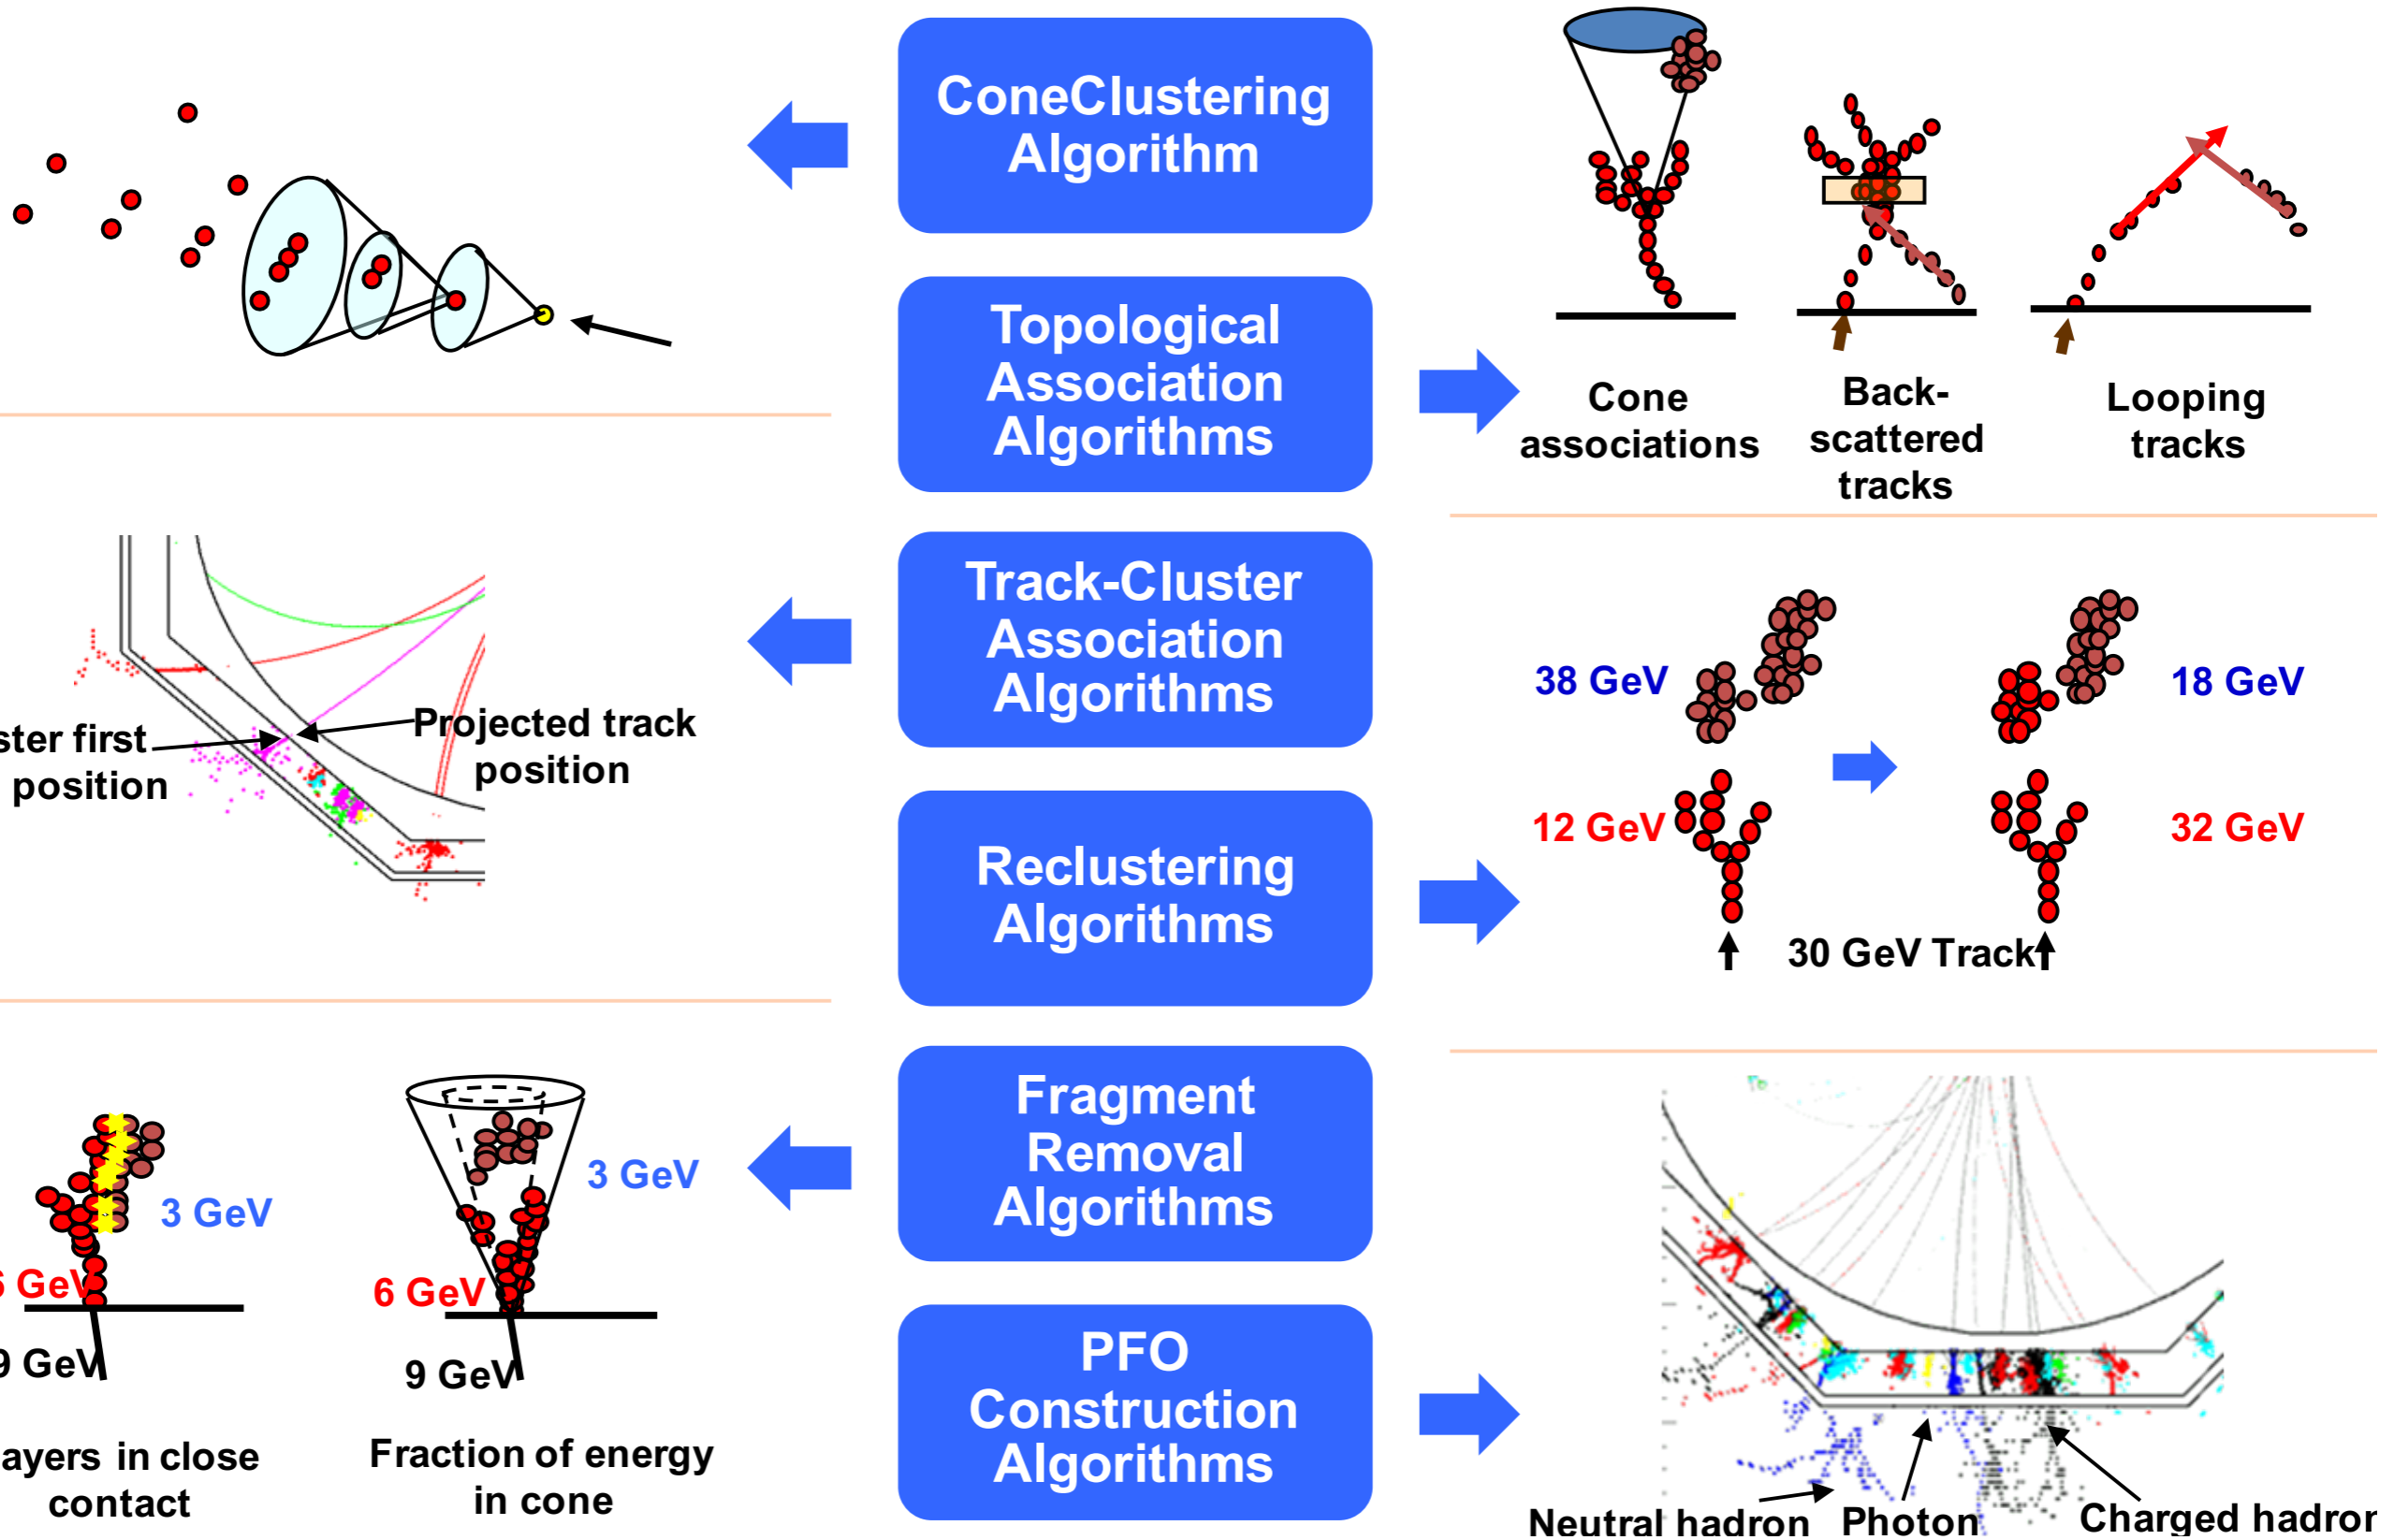 ConeClustering
Algorithm
Topological
Association
Algorithms
Cone
associations
Back-
scattered
tracks
Looping
tracks
Track-Cluster
Association
Algorithms
ster first
position
Projected track
position
Reclustering
Algorithms
38 GeV
12 GeV
18 GeV
32 GeV
30 GeV Track
Fragment
Removal
Algorithms
3 GeV
6 GeV
9 GeV
ayers in close
contact
3 GeV
6 GeV
9 GeV
Fraction of energy
in cone
PFO
Construction
Algorithms
Neutral hadron
Photon
Charged hadron